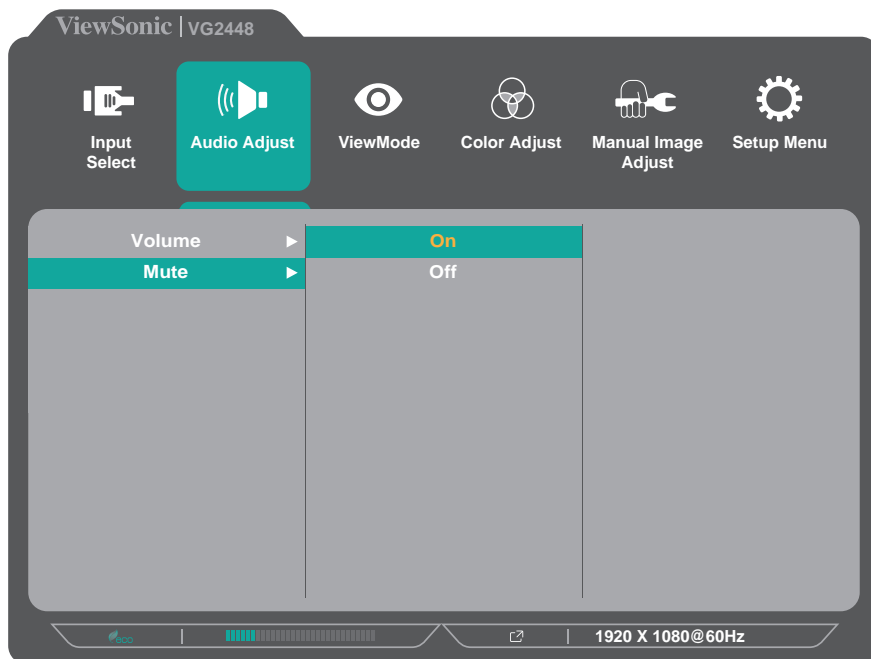 ViewSonic | VG2448
Input
Select
Audio Adjust
ViewMode
Color Adjust
Manual Image
Adjust
Setup Menu
Volume
On
Mute
Off
eco
1920 X 1080@60Hz